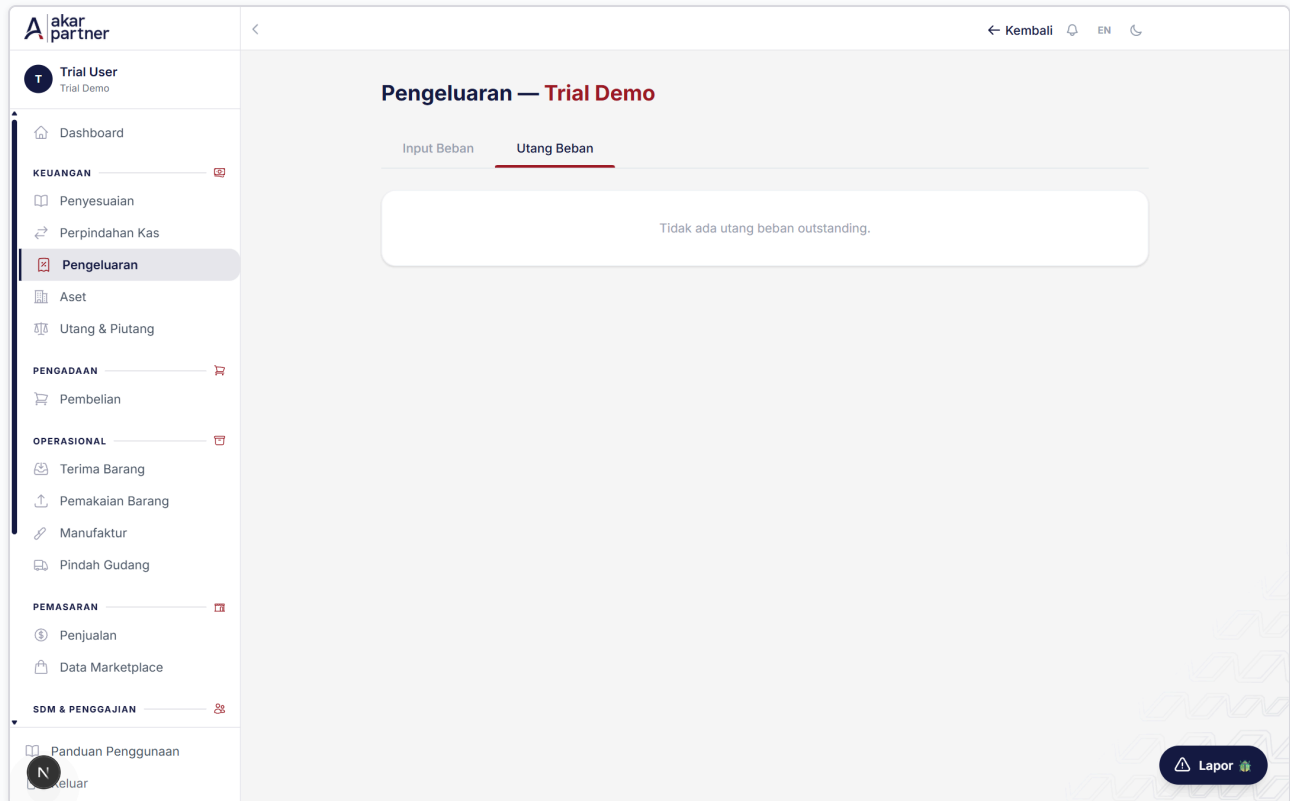 akar
partner
← Kembali
EN
T
Trial User
Trial Demo
Pengeluaran — Trial Demo
Input Beban
Utang Beban
Tidak ada utang beban outstanding.
Dashboard
KEUANGAN
Penyesuaian
Perpindahan Kas
Pengeluaran
Aset
Utang & Piutang
PENGADAAN
Pembelian
OPERASIONAL
Terima Barang
Pemakaian Barang
Manufaktur
Pindah Gudang
PEMASARAN
Penjualan
Data Marketplace
SDM & PENGGAJIAN
Panduan Penggunaan
N
eluar
Lapor